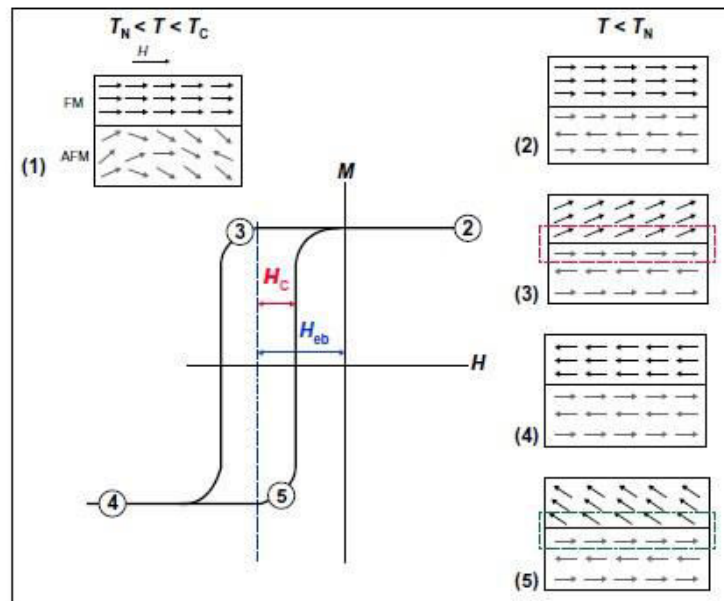 T_N < T < T_C
H
FM
AFM
(1)
T < T_N
(2)
(3)
(4)
(5)
M
3
2
H_C
H_eb
H
4
5